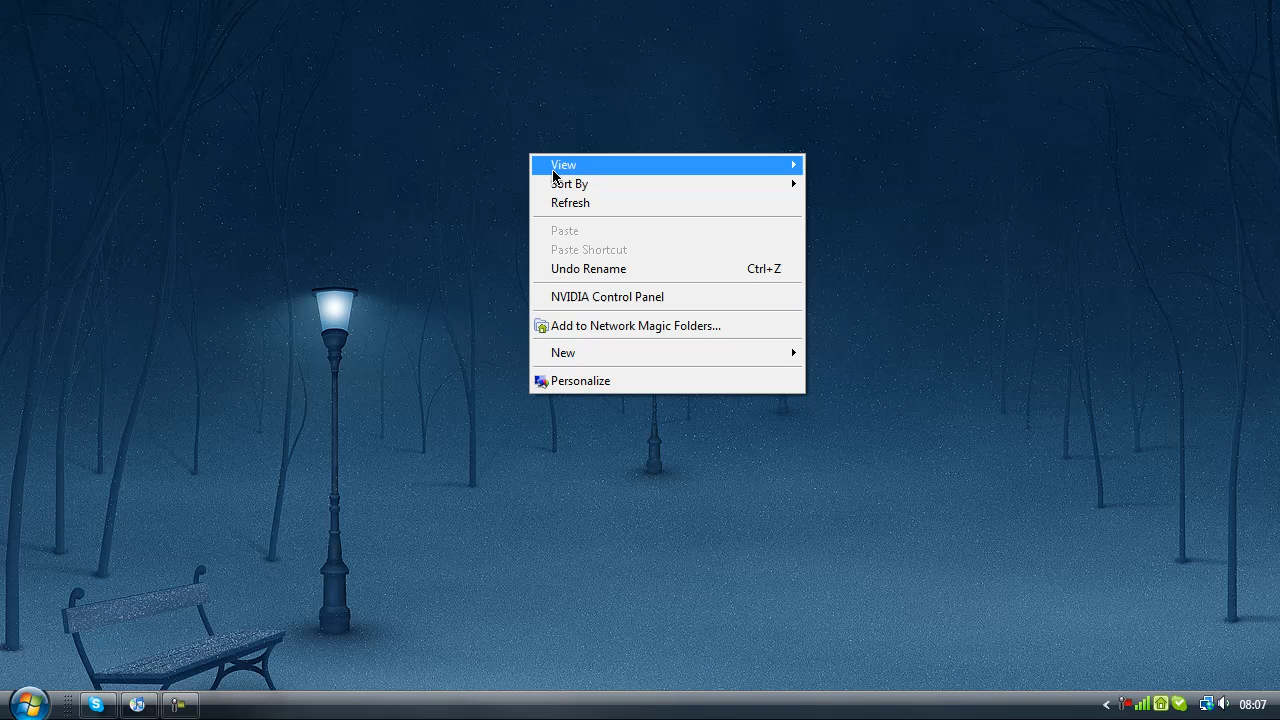 View
Sort By
Refresh
Paste
Paste Shortcut
Undo Rename Ctrl+Z
NVIDIA Control Panel
Add to Network Magic Folders...
New
Personalize
08:07